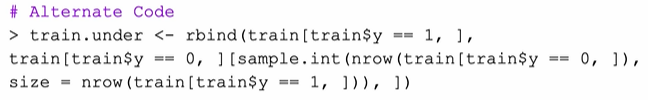 # Alternate Code
> train.under <- rbind(train[train$y == 1, ],
train[train$y == 0, ][sample.int(nrow(train[train$y == 0, ]),
size = nrow(train[train$y == 1, ])), ])